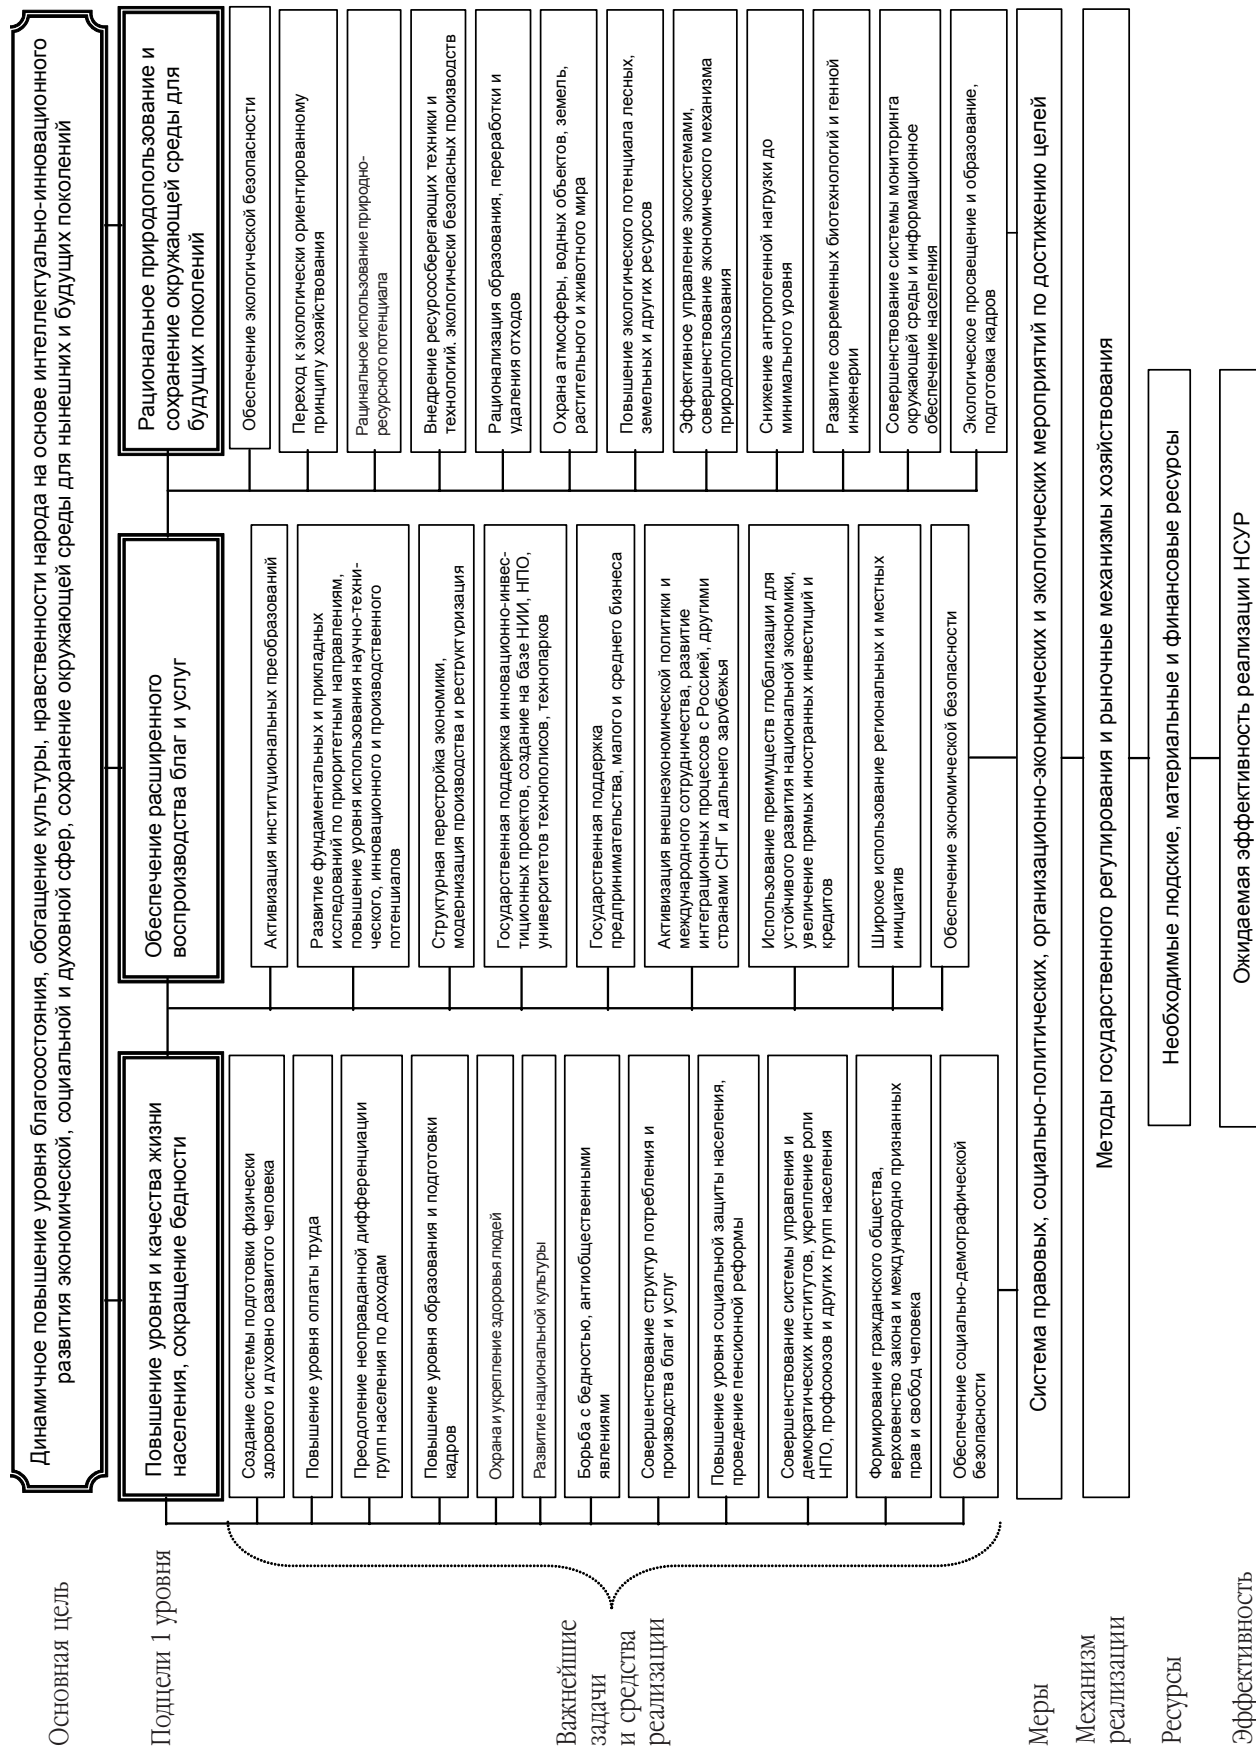 Основная цель
Динамичное повышение уровня благосостояния, обогащение культуры, нравственности народа на основе интеллектуально-инновационного
развития экономической, социальной и духовной сфер, сохранение окружающей среды для нынешних и будущих поколений
Подцели 1 уровня
Повышение уровня и качества жизни
населения, сокращение бедности
Обеспечение расширенного
воспроизводства благ и услуг
Рациональное природопользование и
сохранение окружающей среды для
будущих поколений
Важнейшие
задачи
и средства
реализации
Создание системы подготовки физически
здорового и духовно развитого человека
Повышение уровня оплаты труда
Преодоление неоправданной дифференциации
групп населения по доходам
Повышение уровня образования и подготовки
кадров
Охрана и укрепление здоровья людей
Развитие национальной культуры
Борьба с бедностью, антиобщественными
явлениями
Совершенствование структур потребления и
производства благ и услуг
Повышение уровня социальной защиты населения,
проведение пенсионной реформы
Совершенствование системы управления и
демократических институтов, укрепление роли
НПО, профсоюзов и других групп населения
Формирование гражданского общества,
верховенство закона и международно признанных
прав и свобод человека
Обеспечение социально-демографической
безопасности
Активизация институциональных преобразований
Развитие фундаментальных и прикладных
исследований по приоритетным направлениям,
повышение уровня использования научно-техни-
ческого, инновационного и производственного
потенциалов
Структурная перестройка экономики,
модернизация производства и реструктуризация
Государственная поддержка инновационно-инвес-
тиционных проектов, создание на базе НИИ, НПО,
университетов технополисов, технопарков
Государственная поддержка
предпринимательства, малого и среднего бизнеса
Активизация внешнеэкономической политики и
международного сотрудничества, развитие
интеграционных процессов с Россией, другими
странами СНГ и дальнего зарубежья
Использование преимуществ глобализации для
устойчивого развития национальной экономики,
увеличение прямых иностранных инвестиций и
кредитов
Широкое использование региональных и местных
инициатив
Обеспечение экономической безопасности
Обеспечение экологической безопасности
Переход к экологически ориентированному
принципу хозяйствования
Рацинальное использование природно-
ресурсного потенциала
Внедрение ресурсосберегающих техники и
технологий. экологически безопасных производств
Рационализация образования, переработки и
удаления отходов
Охрана атмосферы, водных объектов, земель,
растительного и животного мира
Повышение экологического потенциала лесных,
земельных и других ресурсов
Эффективное управление экосистемами,
совершенствование экономического механизма
природопользования
Снижение антропогенной нагрузки до
минимального уровня
Развитие современных биотехнологий и генной
инженерии
Совершенствование системы мониторинга
окружающей среды и информационное
обеспечение населения
Экологическое просвещение и образование,
подготовка кадров
Меры
Система правовых, социально-политических, организационно-экономических и экологических мероприятий по достижению целей
Механизм
реализации
Методы государственного регулирования и рыночные механизмы хозяйствования
Ресурсы
Необходимые людские, материальные и финансовые ресурсы
Эффективность
Ожидаемая эффективность реализации НСУР